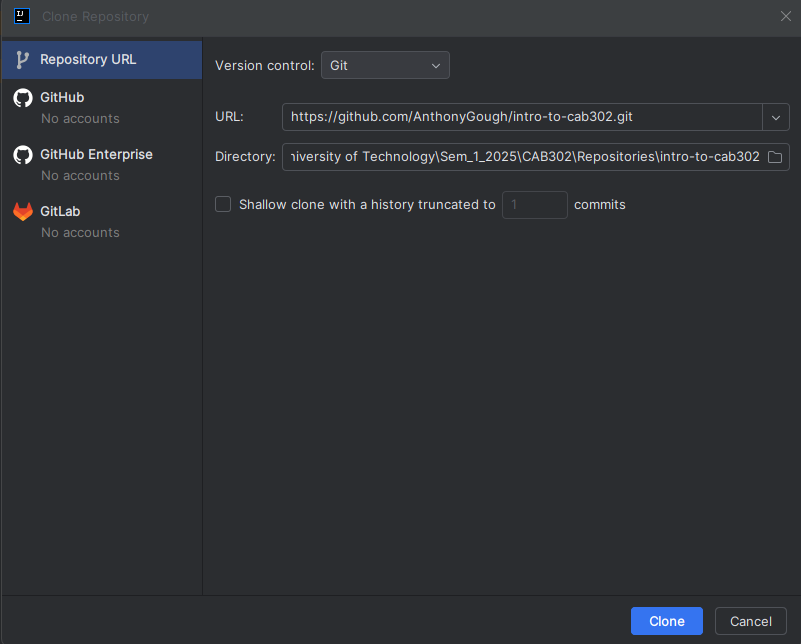 Clone Repository
Repository URL
GitHub
No accounts
GitHub Enterprise
No accounts
GitLab
No accounts
Version control: Git
URL: https://github.com/AnthonyGough/intro-to-cab302.git
Directory: niversity of Technology\Sem_1_2025\CAB302\Repositories\intro-to-cab302
Shallow clone with a history truncated to 1 commits
Clone Cancel